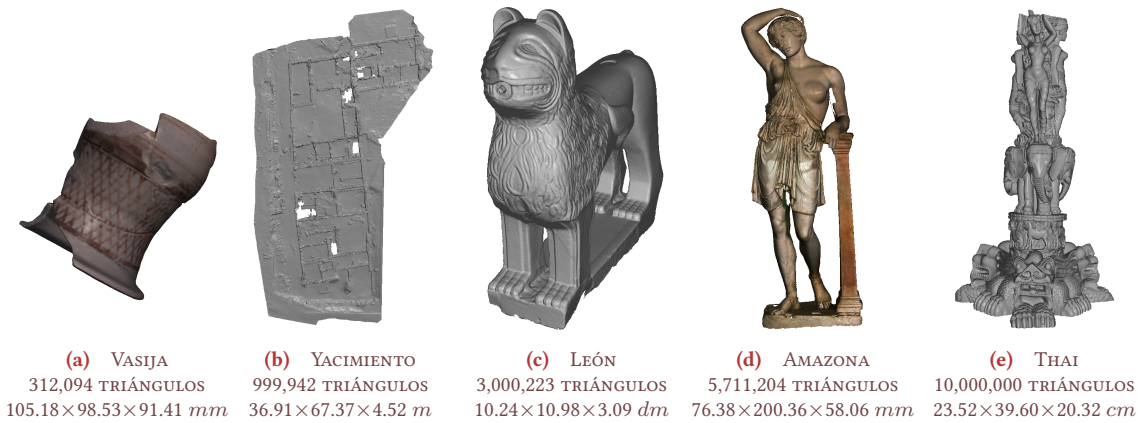 (a) Vasija
312,094 triángulos
105.18×98.53×91.41 mm
(b) Yacimiento
999,942 triángulos
36.91×67.37×4.52 m
(c) León
3,000,223 triángulos
10.24×10.98×3.09 dm
(d) Amazona
5,711,204 triángulos
76.38×200.36×58.06 mm
(e) Thai
10,000,000 triángulos
23.52×39.60×20.32 cm